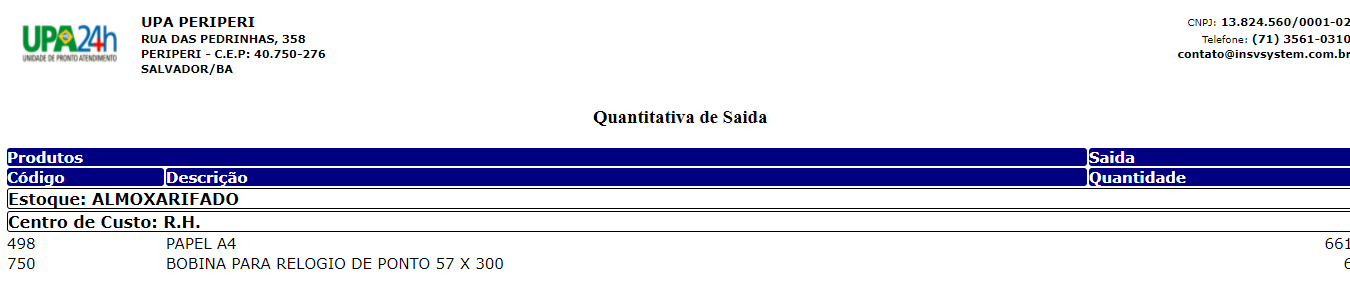 UPA24h
UNIDADE DE PRONTO ATENDIMENTO
UPA PERIPERI
RUA DAS PEDRINHAS, 358
PERIPERI - C.E.P: 40.750-276
SALVADOR/BA
CNPJ: 13.824.560/0001-02
Telefone: (71) 3561-0310
contato@insvsystem.com.br
Quantitativa de Saida
Produtos Saida
Código Descrição Quantidade
Estoque: ALMOXARIFADO
Centro de Custo: R.H.
498 PAPEL A4 661
750 BOBINA PARA RELOGIO DE PONTO 57 X 300 6